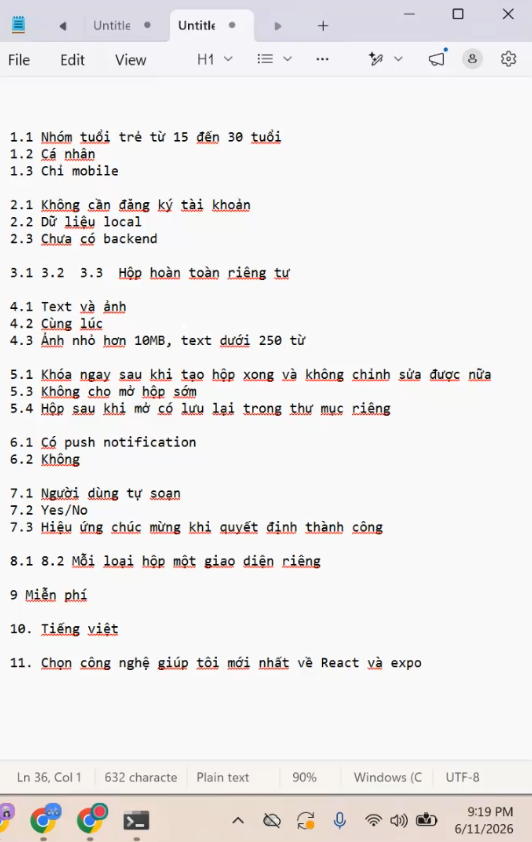 Untitle
Untitle
File Edit View H1
1.1 Nhóm tuổi trẻ từ 15 đến 30 tuổi
1.2 Cá nhân
1.3 Chỉ mobile
2.1 Không cần đăng ký tài khoản
2.2 Dữ liệu local
2.3 Chưa có backend
3.1 3.2 3.3 Hộp hoàn toàn riêng tư
4.1 Text và ảnh
4.2 Cùng lúc
4.3 Ảnh nhỏ hơn 10MB, text dưới 250 từ
5.1 Khóa ngay sau khi tạo hộp xong và không chỉnh sửa được nữa
5.3 Không cho mở hộp sớm
5.4 Hộp sau khi mở có lưu lại trong thư mục riêng
6.1 Có push notification
6.2 Không
7.1 Người dùng tự soạn
7.2 Yes/No
7.3 Hiệu ứng chúc mừng khi quyết định thành công
8.1 8.2 Mỗi loại hộp một giao diện riêng
9 Miễn phí
10. Tiếng việt
11. Chọn công nghệ giúp tôi mới nhất về React và expo
Ln 36, Col 1 632 characte Plain text 90% Windows (C UTF-8
9:19 PM
6/11/2026